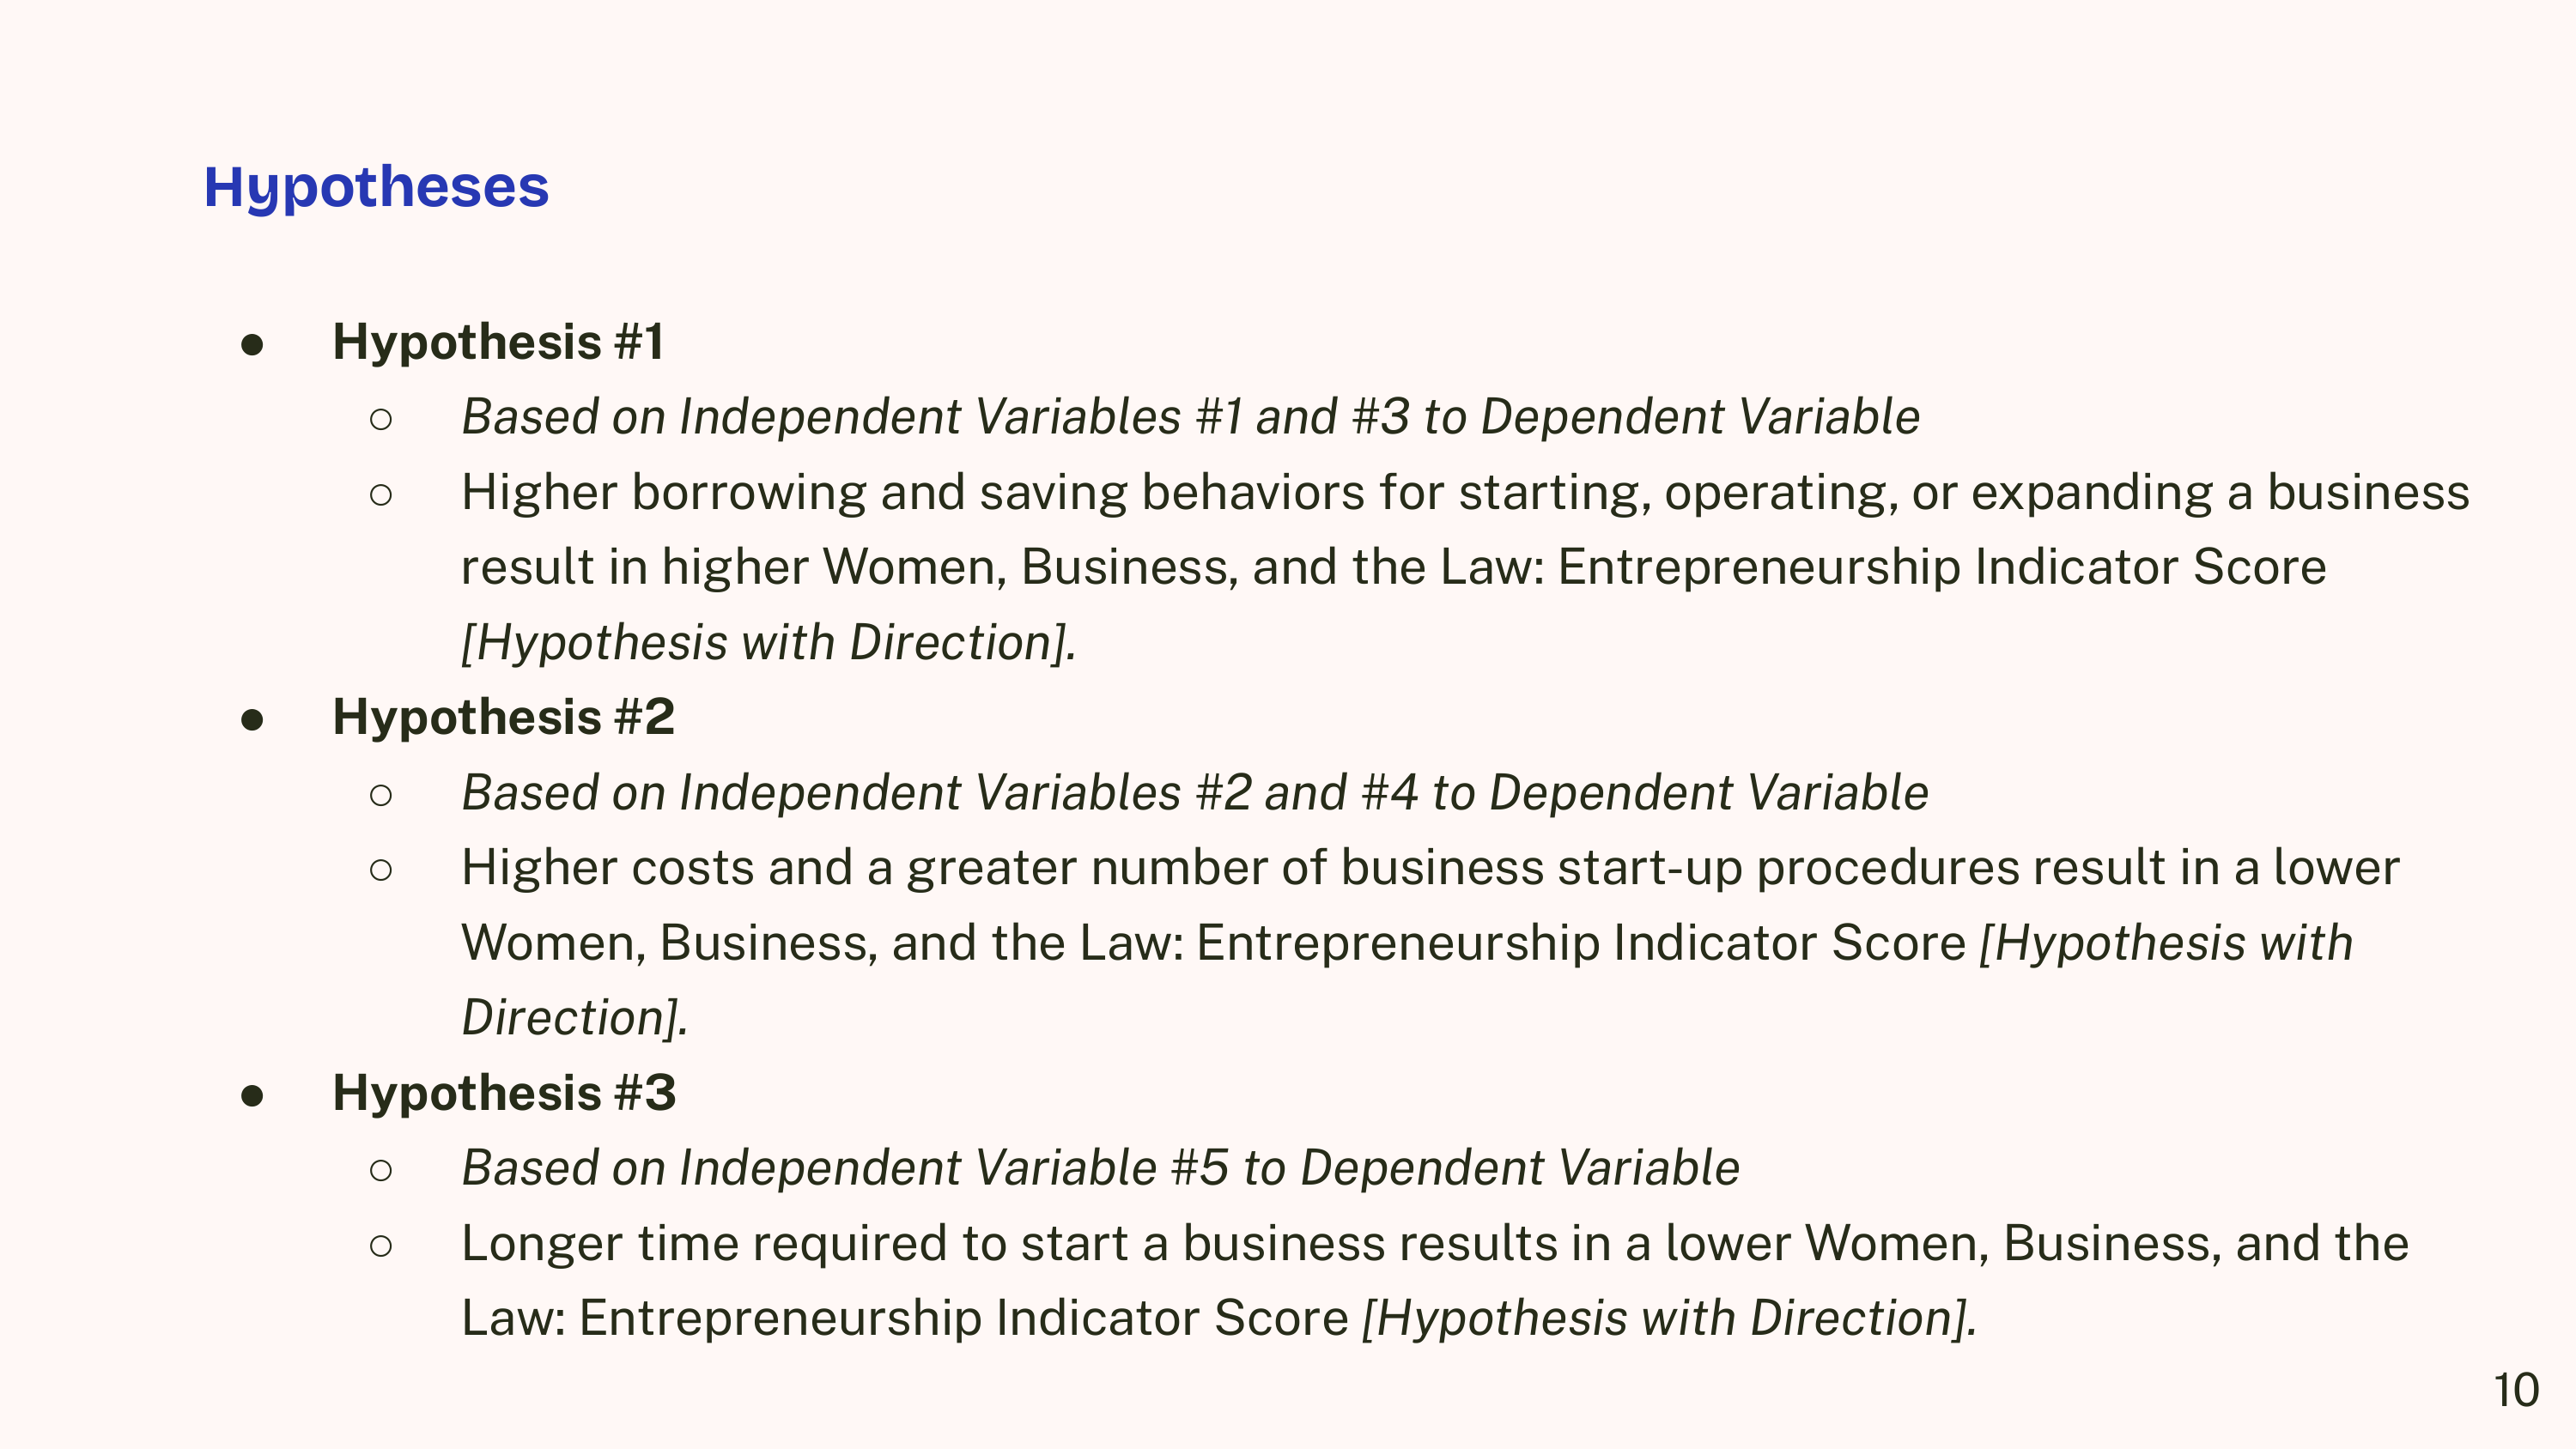 Hypotheses
● Hypothesis #1
○ Based on Independent Variables #1 and #3 to Dependent Variable
○ Higher borrowing and saving behaviors for starting, operating, or expanding a business
result in higher Women, Business, and the Law: Entrepreneurship Indicator Score
[Hypothesis with Direction].
● Hypothesis #2
○ Based on Independent Variables #2 and #4 to Dependent Variable
○ Higher costs and a greater number of business start-up procedures result in a lower
Women, Business, and the Law: Entrepreneurship Indicator Score [Hypothesis with
Direction].
● Hypothesis #3
○ Based on Independent Variable #5 to Dependent Variable
○ Longer time required to start a business results in a lower Women, Business, and the
Law: Entrepreneurship Indicator Score [Hypothesis with Direction].
10